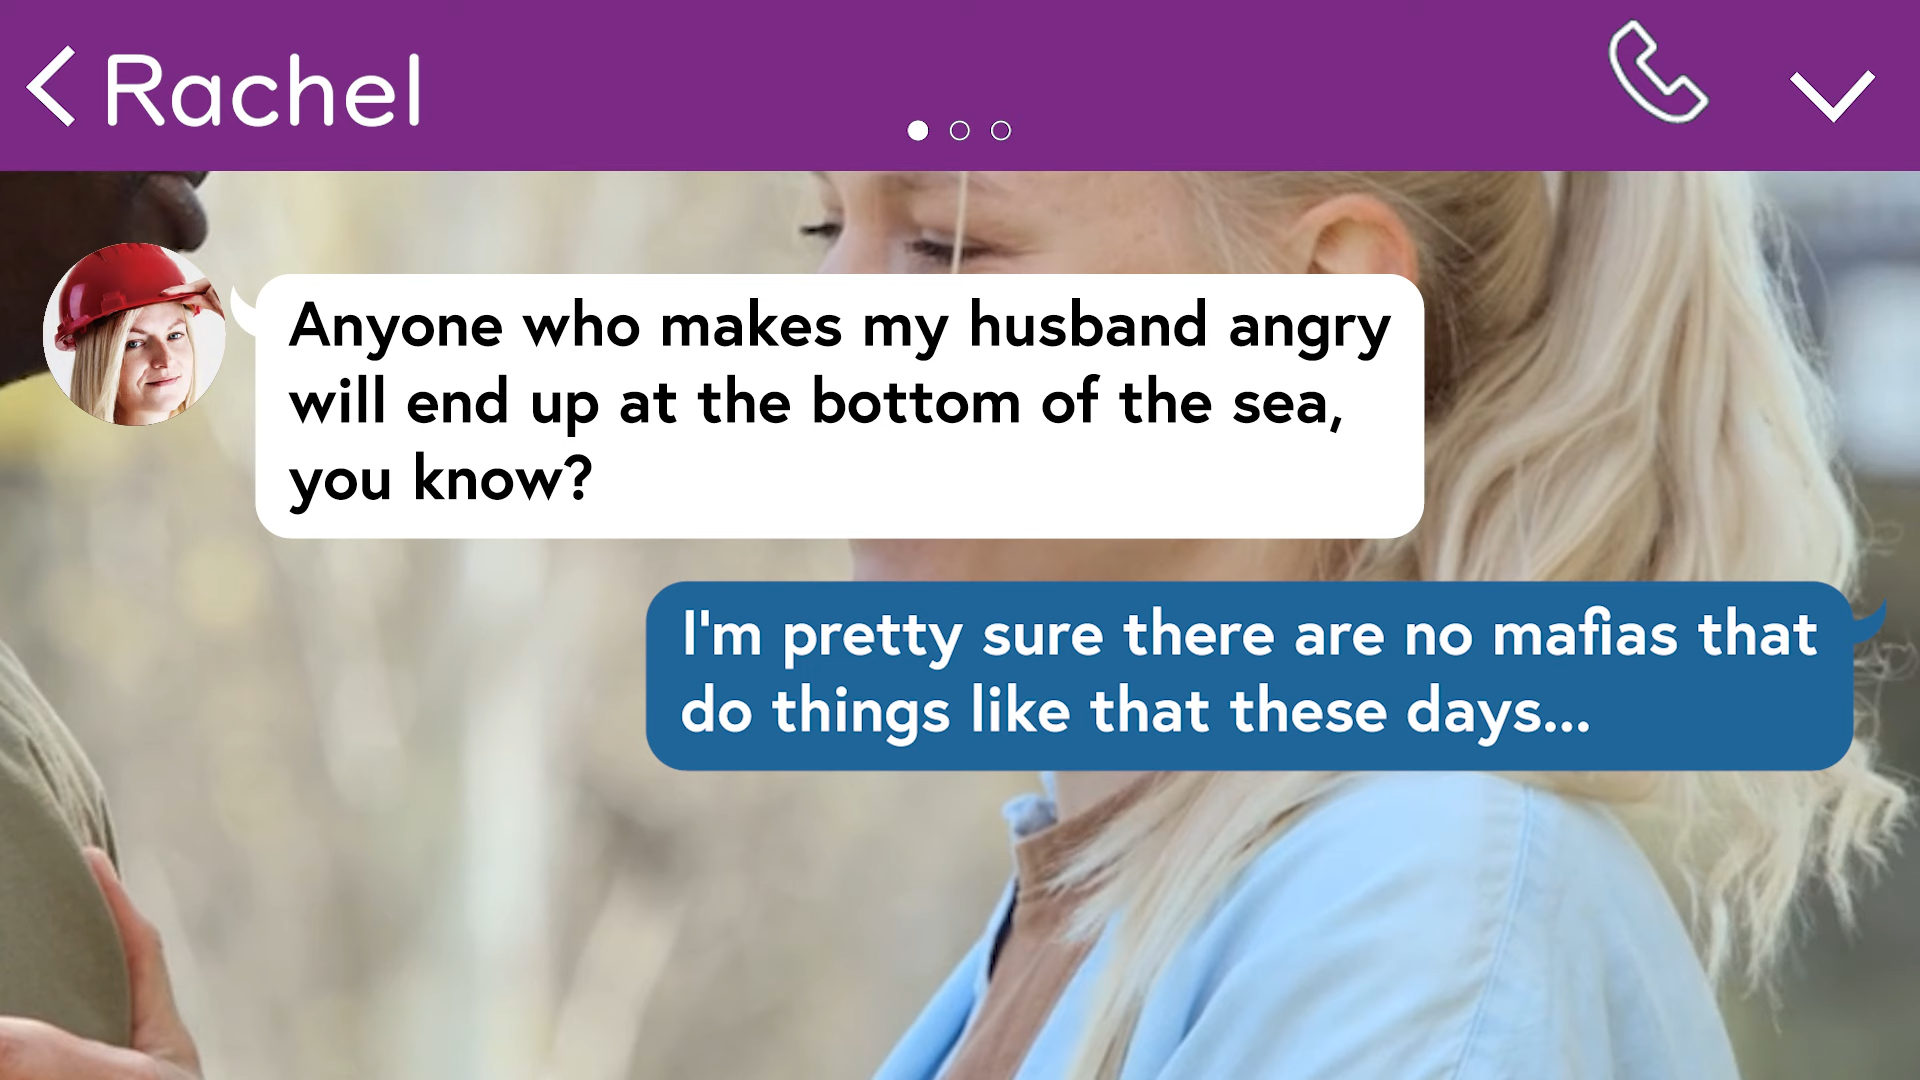 Rachel
Anyone who makes my husband angry
will end up at the bottom of the sea,
you know?
I'm pretty sure there are no mafias that
do things like that these days...